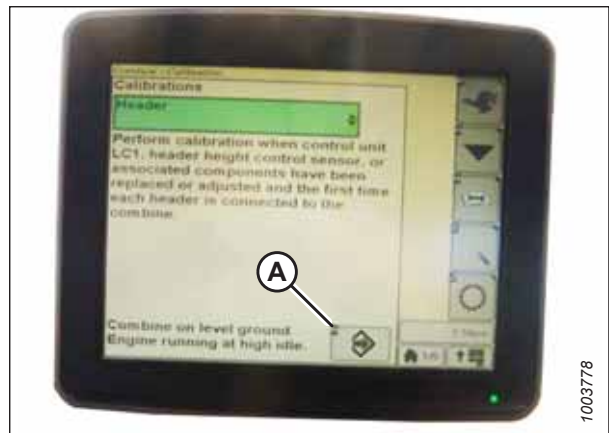 Combine - Calibration
Calibrations
Header
Perform calibration when control unit
LC1, header height control sensor, or
associated components have been
replaced or adjusted and the first time
each header is connected to the
combine.
A
Combine on level ground.
Engine running at high idle.
1003778